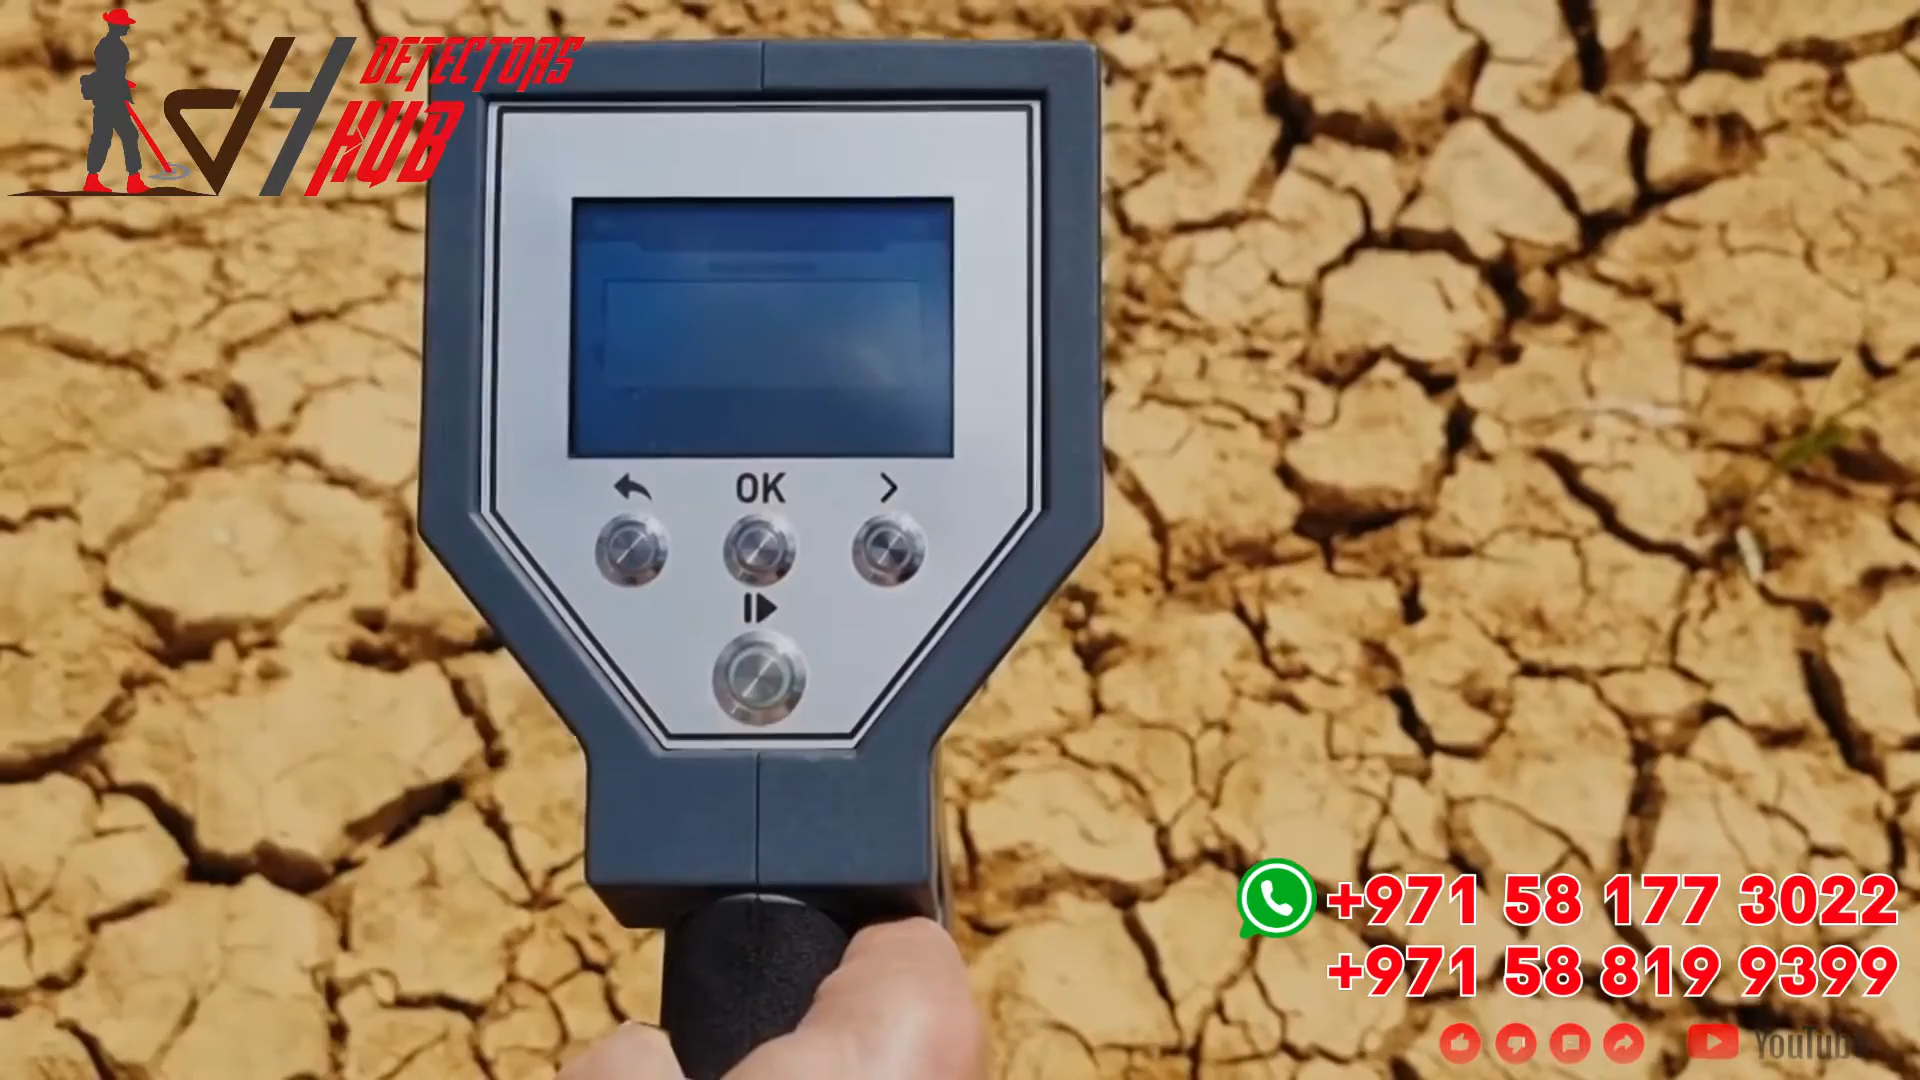 DETECTORS
HUB
OK
+971 58 177 3022
+971 58 819 9399
YouTube